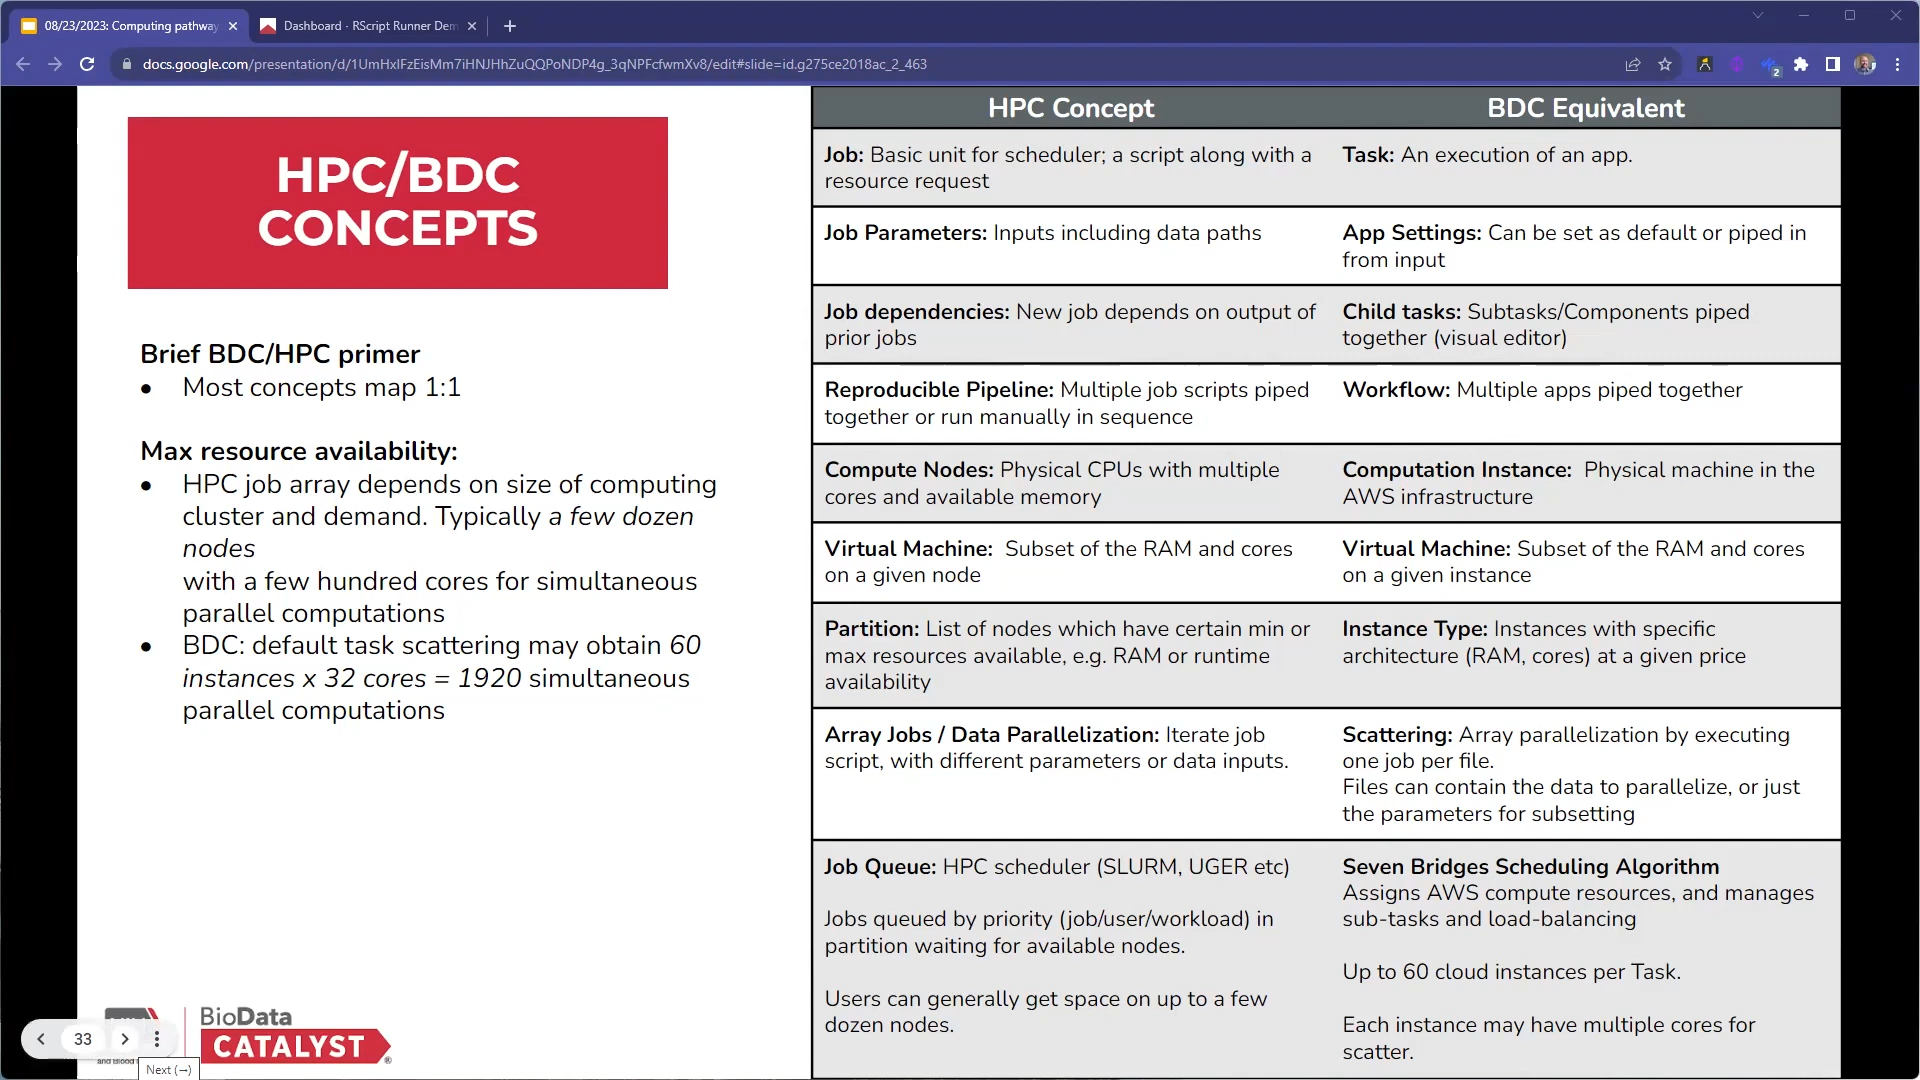 08/23/2023: Computing pathway
Dashboard - RScript Runner Dem
docs.google.com/presentation/d/1UmHxlFzEisMm7iHNJHhZuQQPoNDP4g_3qNPFcfwmXv8/edit#slide=id.g275ce2018ac_2_463
2
HPC/BDC
CONCEPTS
Brief BDC/HPC primer
• Most concepts map 1:1
Max resource availability:
• HPC job array depends on size of computing
cluster and demand. Typically a few dozen
nodes
with a few hundred cores for simultaneous
parallel computations
• BDC: default task scattering may obtain 60
instances x 32 cores = 1920 simultaneous
parallel computations
HPC Concept
BDC Equivalent
Job: Basic unit for scheduler; a script along with a
resource request
Task: An execution of an app.
Job Parameters: Inputs including data paths
App Settings: Can be set as default or piped in
from input
Job dependencies: New job depends on output of
prior jobs
Child tasks: Subtasks/Components piped
together (visual editor)
Reproducible Pipeline: Multiple job scripts piped
together or run manually in sequence
Workflow: Multiple apps piped together
Compute Nodes: Physical CPUs with multiple
cores and available memory
Computation Instance: Physical machine in the
AWS infrastructure
Virtual Machine: Subset of the RAM and cores
on a given node
Virtual Machine: Subset of the RAM and cores
on a given instance
Partition: List of nodes which have certain min or
max resources available, e.g. RAM or runtime
availability
Instance Type: Instances with specific
architecture (RAM, cores) at a given price
Array Jobs / Data Parallelization: Iterate job
script, with different parameters or data inputs.
Scattering: Array parallelization by executing
one job per file.
Files can contain the data to parallelize, or just
the parameters for subsetting
Job Queue: HPC scheduler (SLURM, UGER etc)
Jobs queued by priority (job/user/workload) in
partition waiting for available nodes.
Users can generally get space on up to a few
dozen nodes.
Seven Bridges Scheduling Algorithm
Assigns AWS compute resources, and manages
sub-tasks and load-balancing
Up to 60 cloud instances per Task.
Each instance may have multiple cores for
scatter.
BioData
CATALYST®
33
and Blood
Next (→)